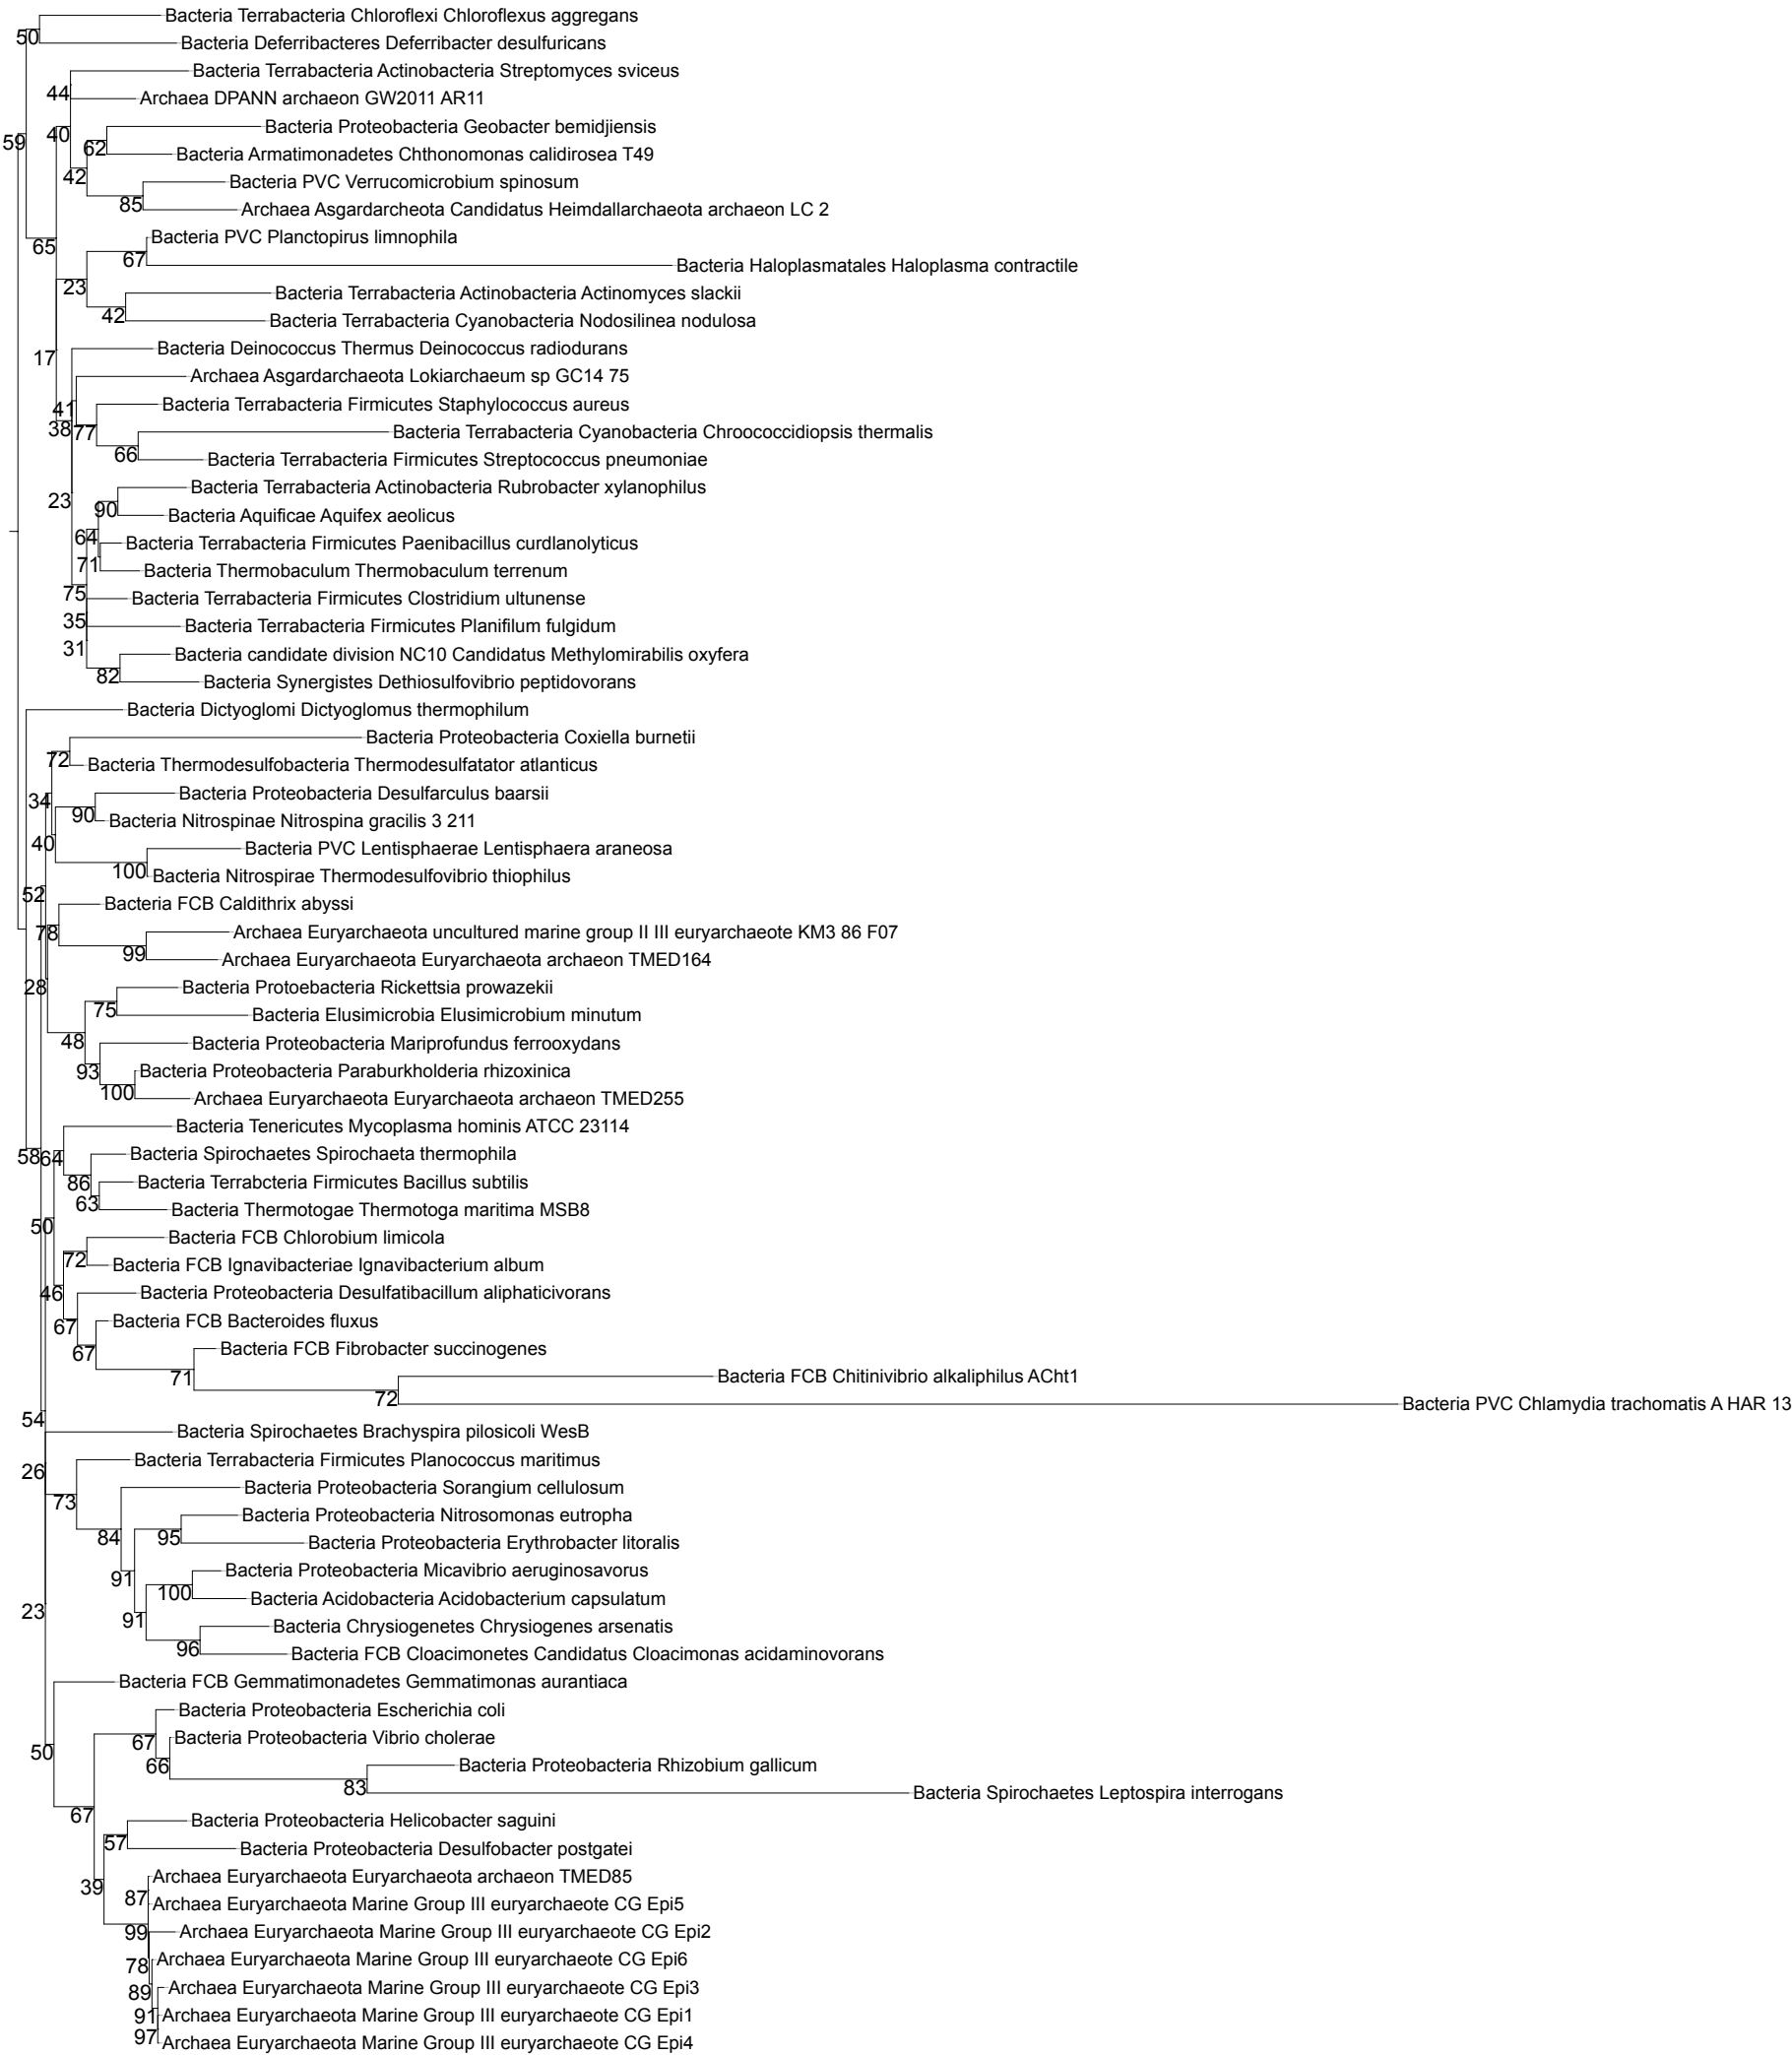 Bacteria Terrabacteria Chloroflexi Chloroflexus aggregans
50
Bacteria Deferribacteres Deferribacter desulfuricans
Bacteria Terrabacteria Actinobacteria Streptomyces sviceus
44
Archaea DPANN archaeon GW2011 AR11
Bacteria Proteobacteria Geobacter bemidjiensis
40
59
62
Bacteria Armatimonadetes Chthonomonas calidirosea T49
42
Bacteria PVC Verrucomicrobium spinosum
85
Archaea Asgardarcheota Candidatus Heimdallarchaeota archaeon LC 2
Bacteria PVC Planctopirus limnophila
65
67
Bacteria Haloplasmatales Haloplasma contractile
23
Bacteria Terrabacteria Actinobacteria Actinomyces slackii
42
Bacteria Terrabacteria Cyanobacteria Nodosilinea nodulosa
Bacteria Deinococcus Thermus Deinococcus radiodurans
17
Archaea Asgardarchaeota Lokiarchaeum sp GC14 75
Bacteria Terrabacteria Firmicutes Staphylococcus aureus
41
38
77
Bacteria Terrabacteria Cyanobacteria Chroococcidiopsis thermalis
66
Bacteria Terrabacteria Firmicutes Streptococcus pneumoniae
Bacteria Terrabacteria Actinobacteria Rubrobacter xylanophilus
23
90
Bacteria Aquificae Aquifex aeolicus
64
Bacteria Terrabacteria Firmicutes Paenibacillus curdlanolyticus
71
Bacteria Thermobaculum Thermobaculum terrenum
75
Bacteria Terrabacteria Firmicutes Clostridium ultunense
35
Bacteria Terrabacteria Firmicutes Planifilum fulgidum
31
Bacteria candidate division NC10 Candidatus Methylomirabilis oxyfera
82
Bacteria Synergistes Dethiosulfovibrio peptidovorans
Bacteria Dictyoglomi Dictyoglomus thermophilum
Bacteria Proteobacteria Coxiella burnetii
72
Bacteria Thermodesulfobacteria Thermodesulfatator atlanticus
34
Bacteria Proteobacteria Desulfarculus baarsii
90
Bacteria Nitrospinae Nitrospina gracilis 3 211
40
Bacteria PVC Lentisphaerae Lentisphaera araneosa
100
Bacteria Nitrospirae Thermodesulfovibrio thiophilus
52
Bacteria FCB Caldithrix abyssi
78
Archaea Euryarchaeota uncultured marine group II III euryarchaeote KM3 86 F07
99
Archaea Euryarchaeota Euryarchaeota archaeon TMED164
28
Bacteria Protoebacteria Rickettsia prowazekii
75
Bacteria Elusimicrobia Elusimicrobium minutum
48
Bacteria Proteobacteria Mariprofundus ferrooxydans
93
Bacteria Proteobacteria Paraburkholderia rhizoxinica
100
Archaea Euryarchaeota Euryarchaeota archaeon TMED255
Bacteria Tenericutes Mycoplasma hominis ATCC 23114
58
64
Bacteria Spirochaetes Spirochaeta thermophila
86
Bacteria Terrabcteria Firmicutes Bacillus subtilis
63
Bacteria Thermotogae Thermotoga maritima MSB8
50
Bacteria FCB Chlorobium limicola
72
Bacteria FCB Ignavibacteriae Ignavibacterium album
46
Bacteria Proteobacteria Desulfatibacillum aliphaticivorans
67
Bacteria FCB Bacteroides fluxus
67
Bacteria FCB Fibrobacter succinogenes
71
Bacteria FCB Chitinivibrio alkaliphilus ACht1
72
Bacteria PVC Chlamydia trachomatis A HAR 13
54
Bacteria Spirochaetes Brachyspira pilosicoli WesB
Bacteria Terrabacteria Firmicutes Planococcus maritimus
26
Bacteria Proteobacteria Sorangium cellulosum
73
Bacteria Proteobacteria Nitrosomonas eutropha
84
95
Bacteria Proteobacteria Erythrobacter litoralis
Bacteria Proteobacteria Micavibrio aeruginosavorus
91
100
Bacteria Acidobacteria Acidobacterium capsulatum
23
91
Bacteria Chrysiogenetes Chrysiogenes arsenatis
96
Bacteria FCB Cloacimonetes Candidatus Cloacimonas acidaminovorans
Bacteria FCB Gemmatimonadetes Gemmatimonas aurantiaca
Bacteria Proteobacteria Escherichia coli
67
Bacteria Proteobacteria Vibrio cholerae
50
66
Bacteria Proteobacteria Rhizobium gallicum
83
Bacteria Spirochaetes Leptospira interrogans
67
Bacteria Proteobacteria Helicobacter saguini
57
Bacteria Proteobacteria Desulfobacter postgatei
Archaea Euryarchaeota Euryarchaeota archaeon TMED85
39
87
Archaea Euryarchaeota Marine Group III euryarchaeote CG Epi5
99
Archaea Euryarchaeota Marine Group III euryarchaeote CG Epi2
78
Archaea Euryarchaeota Marine Group III euryarchaeote CG Epi6
89
Archaea Euryarchaeota Marine Group III euryarchaeote CG Epi3
91
Archaea Euryarchaeota Marine Group III euryarchaeote CG Epi1
97
Archaea Euryarchaeota Marine Group III euryarchaeote CG Epi4